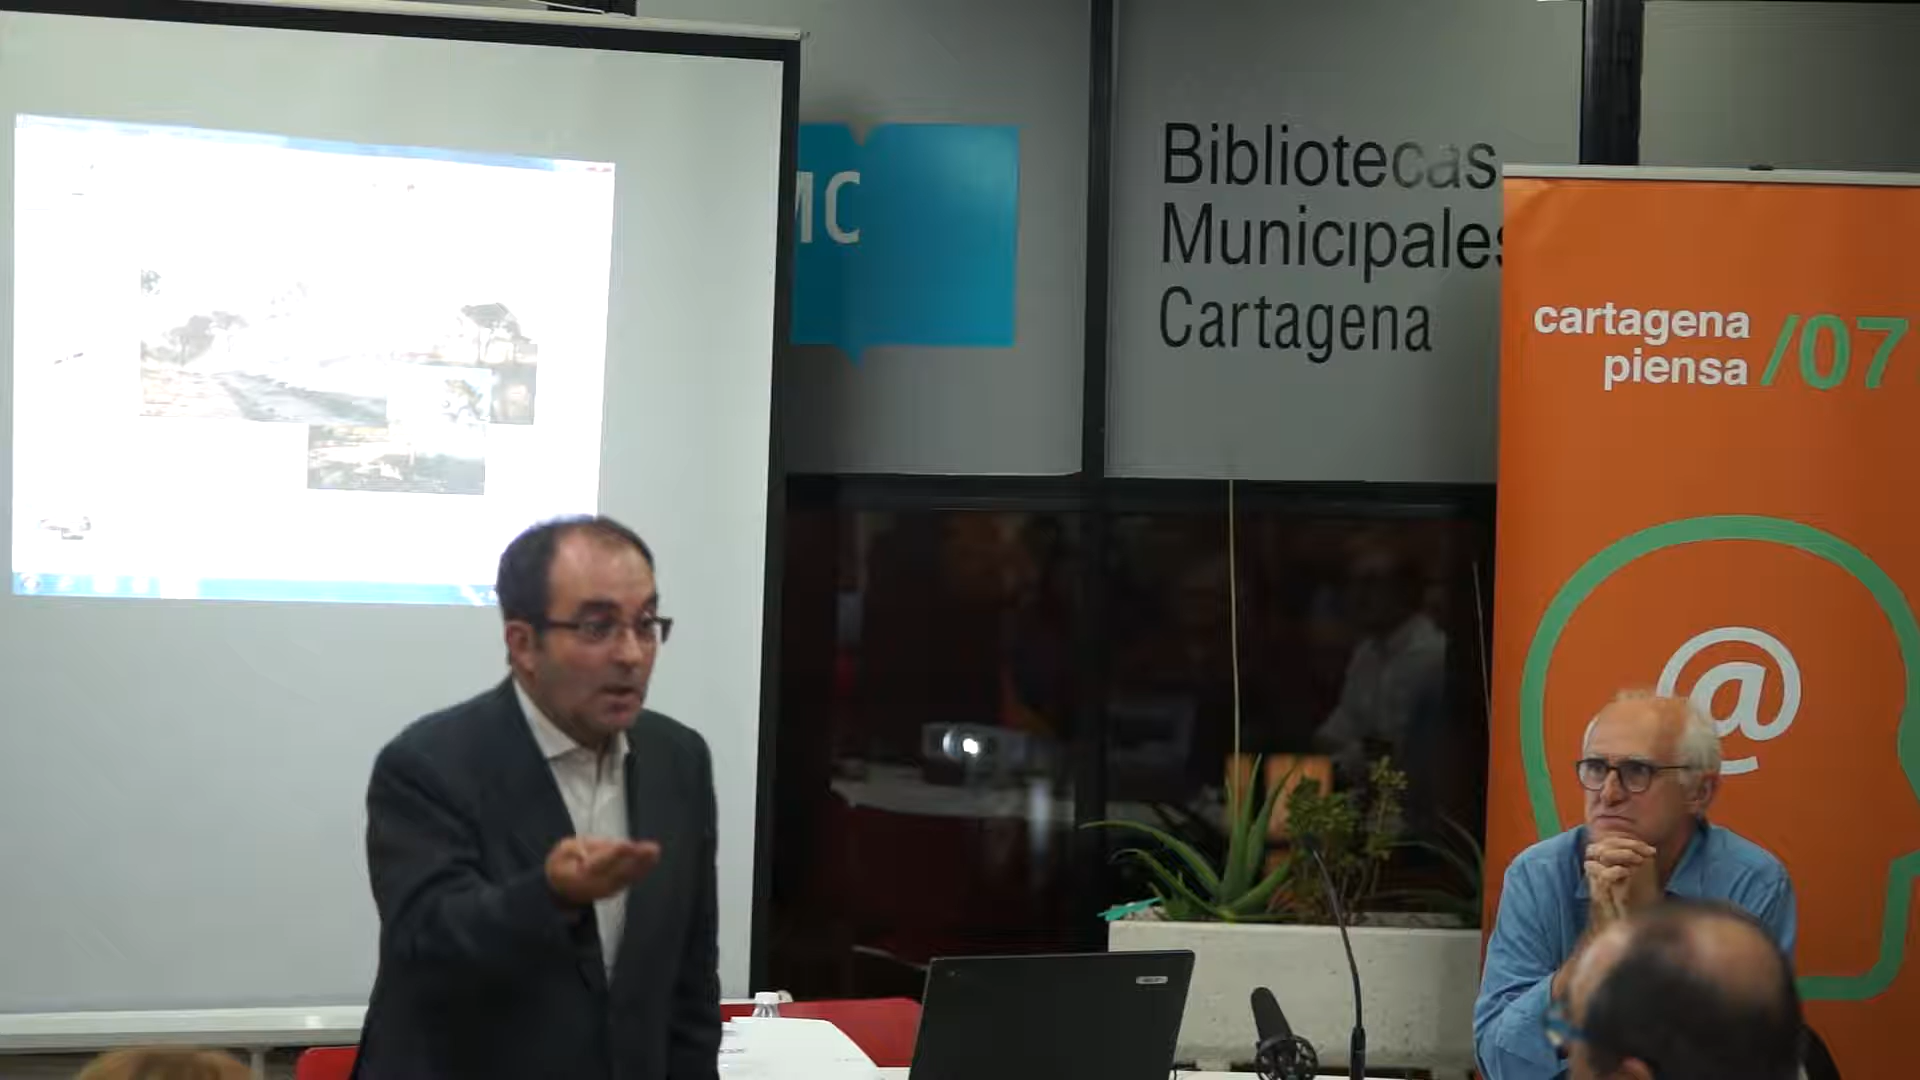 MC
Bibliotecas
Municipales
Cartagena
cartagena
piensa
/07
@